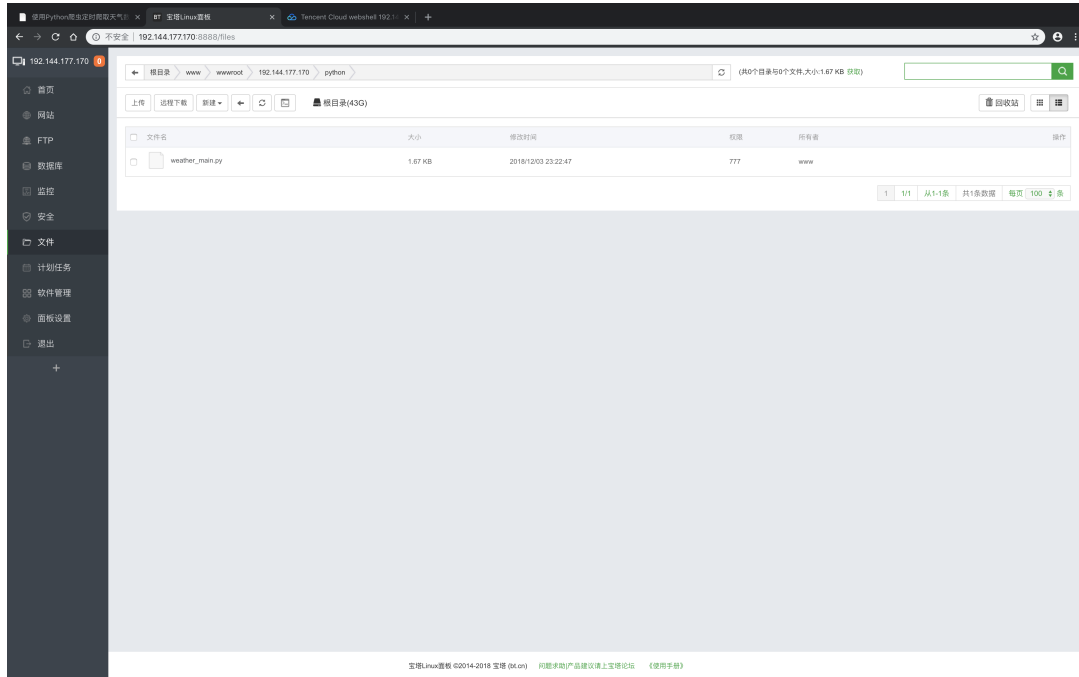 使用Python爬虫定时爬取天气
BT 宝塔Linux面板
Tencent Cloud webshell 192.1
不安全 | 192.144.177.170:8888/files
192.144.177.170 0
首页
网站
FTP
数据库
监控
安全
文件
计划任务
软件管理
面板设置
退出
根目录 www wwwroot 192.144.177.170 python
(共0个目录与0个文件,大小:1.67 KB 获取)
上传 远程下载 新建 根目录(43G) 回收站
文件名 大小 修改时间 权限 所有者 操作
weather_main.py 1.67 KB 2018/12/03 23:22:47 777 www
1 1/1 从1-1条 共1条数据 每页 100 条
宝塔Linux面板 ©2014-2018 宝塔 (bt.cn) 问题求助|产品建议请上宝塔论坛 《使用手册》